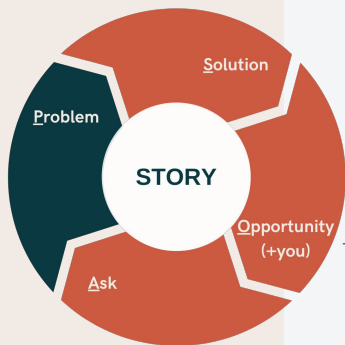 Solution
Problem
STORY
Opportunity
(+you)
Ask